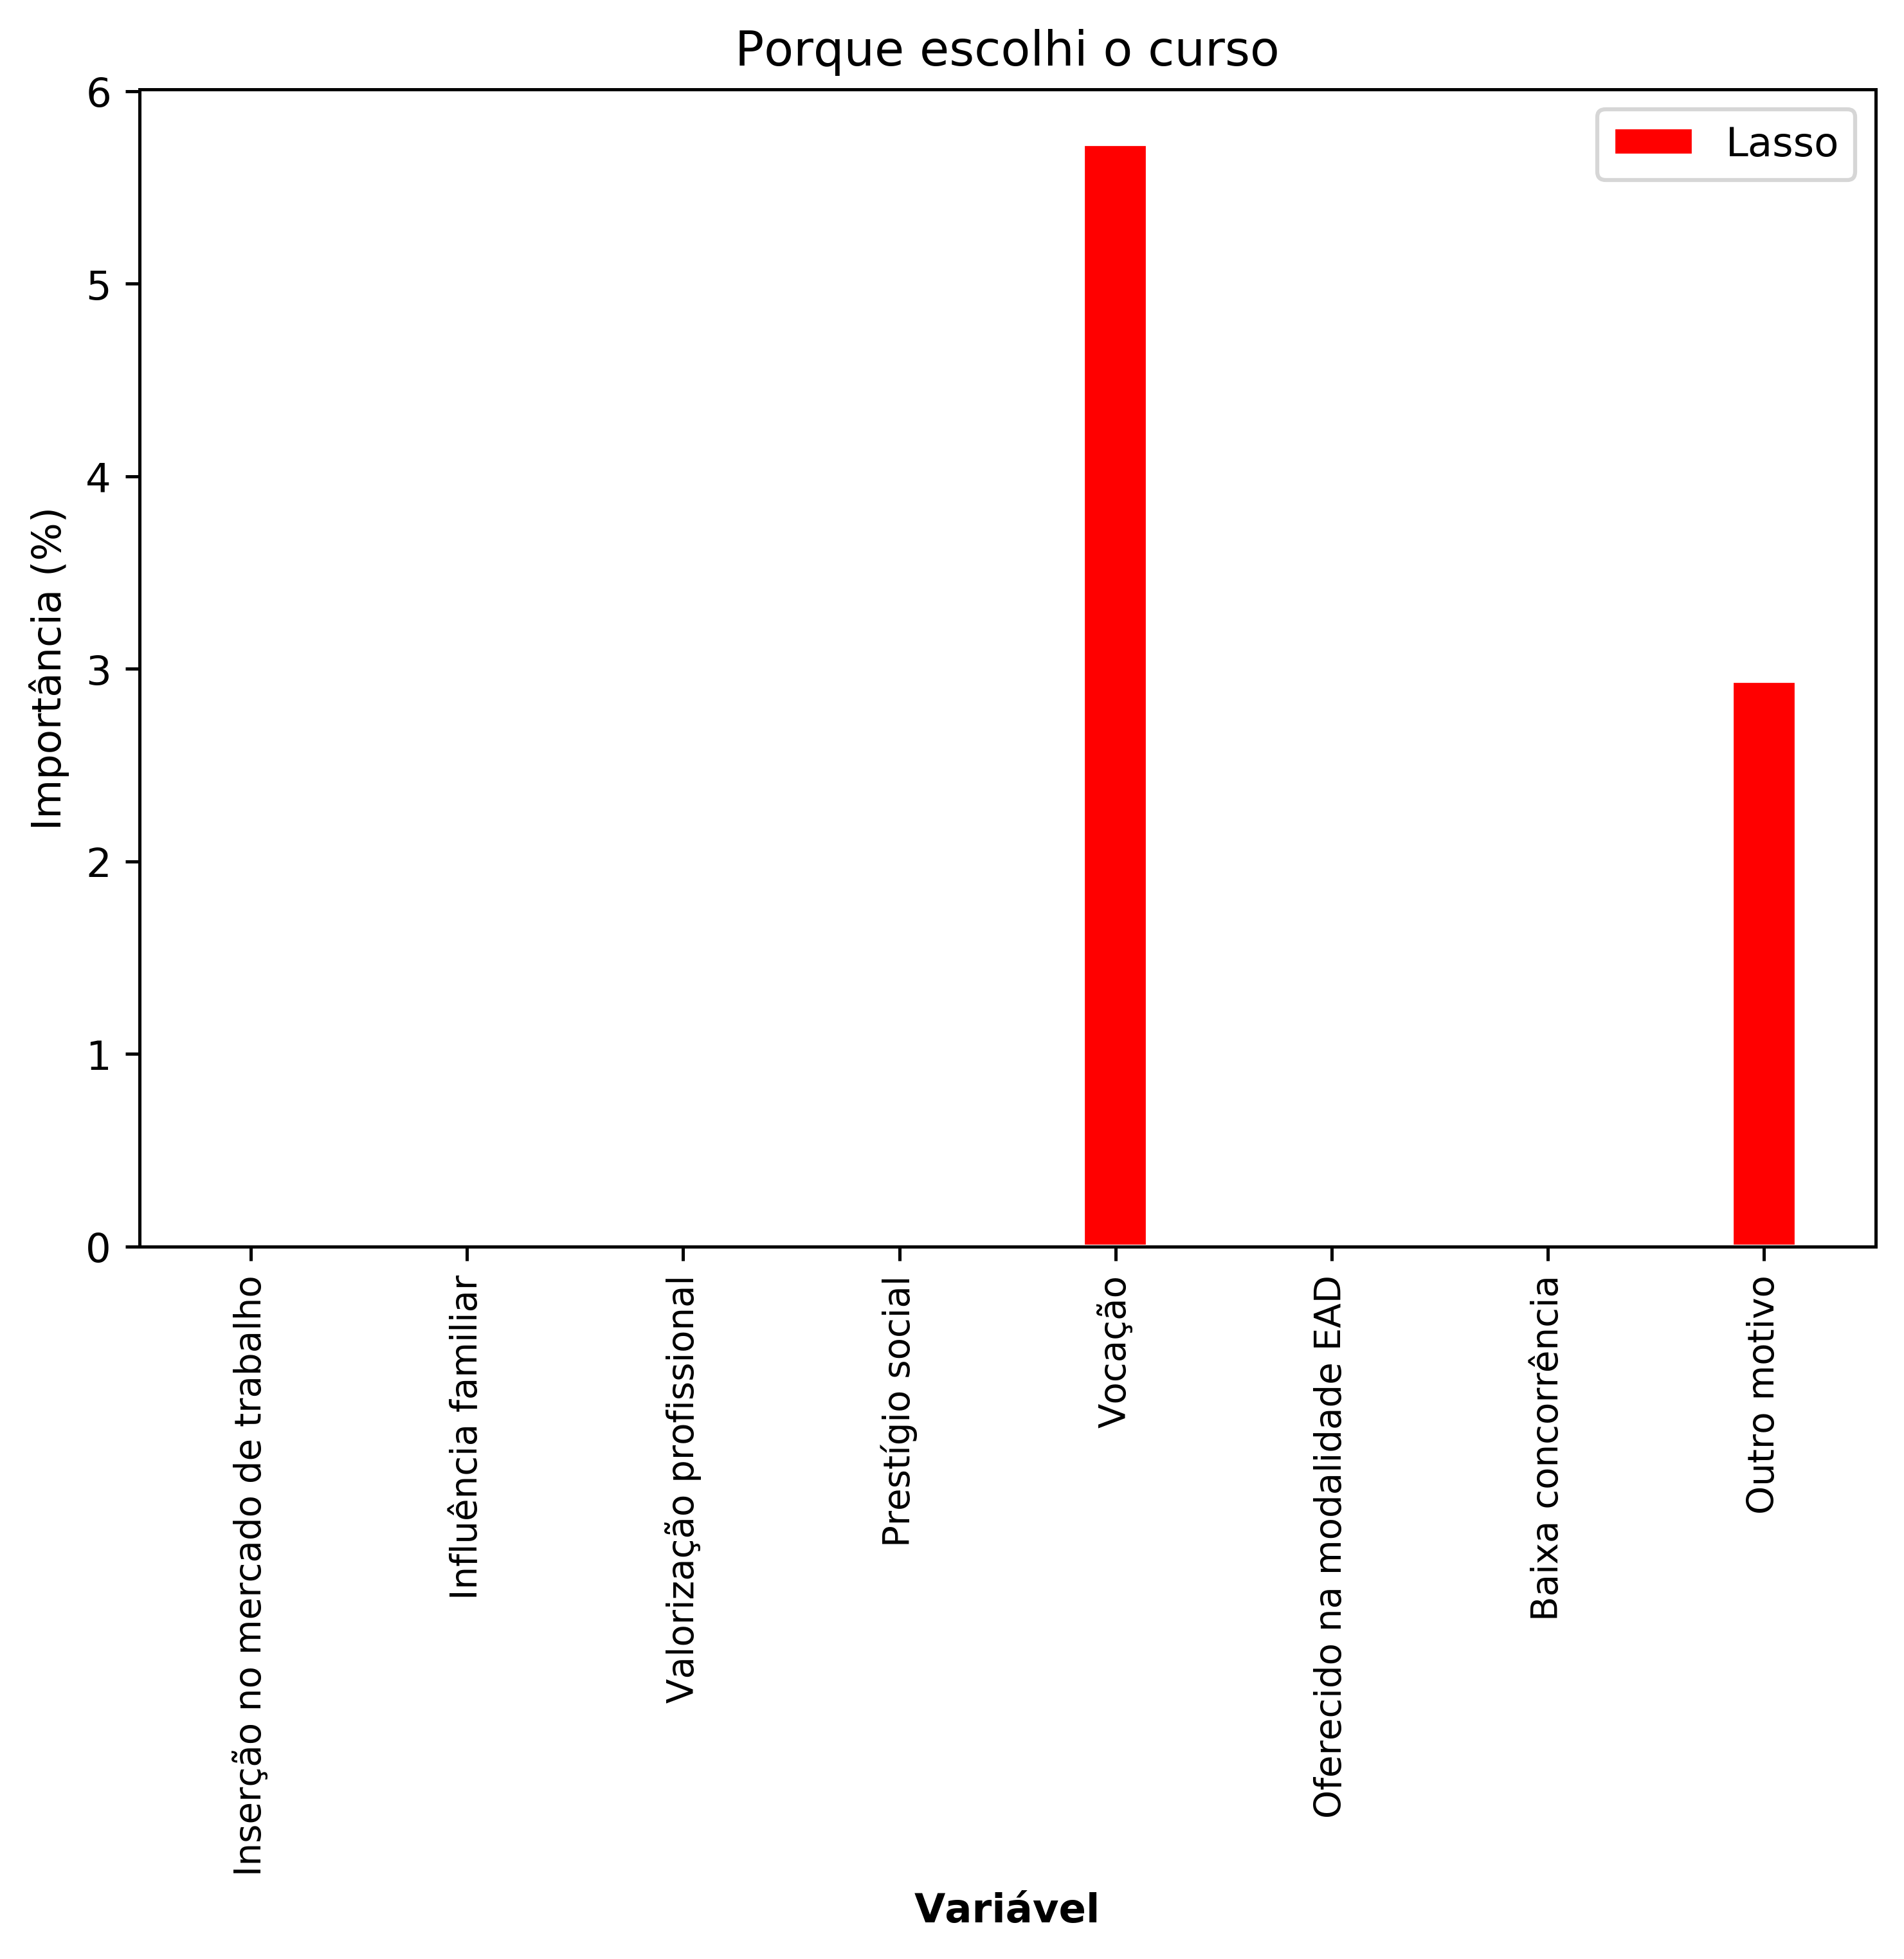 Porque escolhi o curso
Lasso
Importância (%)
6
5
4
3
2
1
0
Inserção no mercado de trabalho
Influência familiar
Valorização profissional
Prestígio social
Vocação
Oferecido na modalidade EAD
Baixa concorrência
Outro motivo
Variável